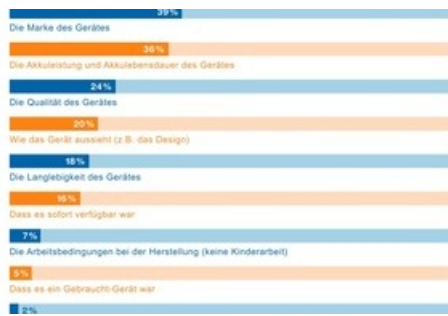 39%
Die Marke des Gerätes
36%
Die Akkuleistung und Akkulebensdauer des Gerätes
24%
Die Qualität des Gerätes
20%
Wie das Gerät aussieht (z.B. das Design)
18%
Die Langlebigkeit des Gerätes
16%
Dass es sofort verfügbar war
7%
Die Arbeitsbedingungen bei der Herstellung (keine Kinderarbeit)
5%
Dass es ein Gebraucht-Gerät war
2%